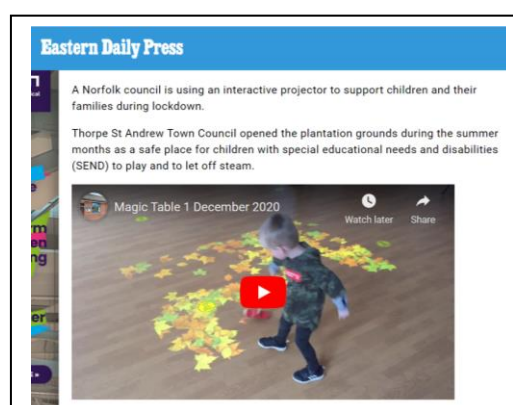 Eastern Daily Press
A Norfolk council is using an interactive projector to support children and their
families during lockdown.
Thorpe St Andrew Town Council opened the plantation grounds during the summer
months as a safe place for children with special educational needs and disabilities
(SEND) to play and to let off steam.
Magic Table 1 December 2020
Watch later
Share